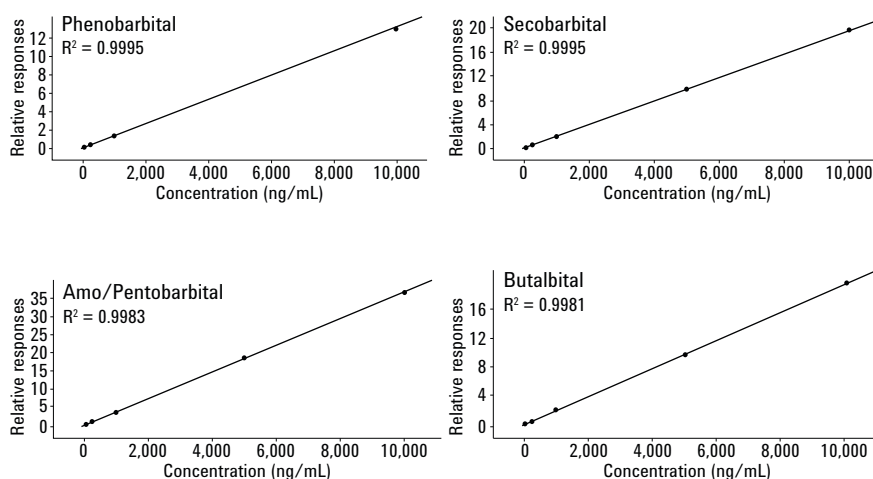 Phenobarbital
R² = 0.9995
Relative responses
12
10
8
6
4
2
0
0 2,000 4,000 6,000 8,000 10,000
Concentration (ng/mL)
Secobarbital
R² = 0.9995
Relative responses
20
16
12
8
4
0
0 2,000 4,000 6,000 8,000 10,000
Concentration (ng/mL)
Amo/Pentobarbital
R² = 0.9983
Relative responses
35
30
25
20
15
10
5
0
0 2,000 4,000 6,000 8,000 10,000
Concentration (ng/mL)
Butalbital
R² = 0.9981
Relative responses
16
12
8
4
0
0 2,000 4,000 6,000 8,000 10,000
Concentration (ng/mL)